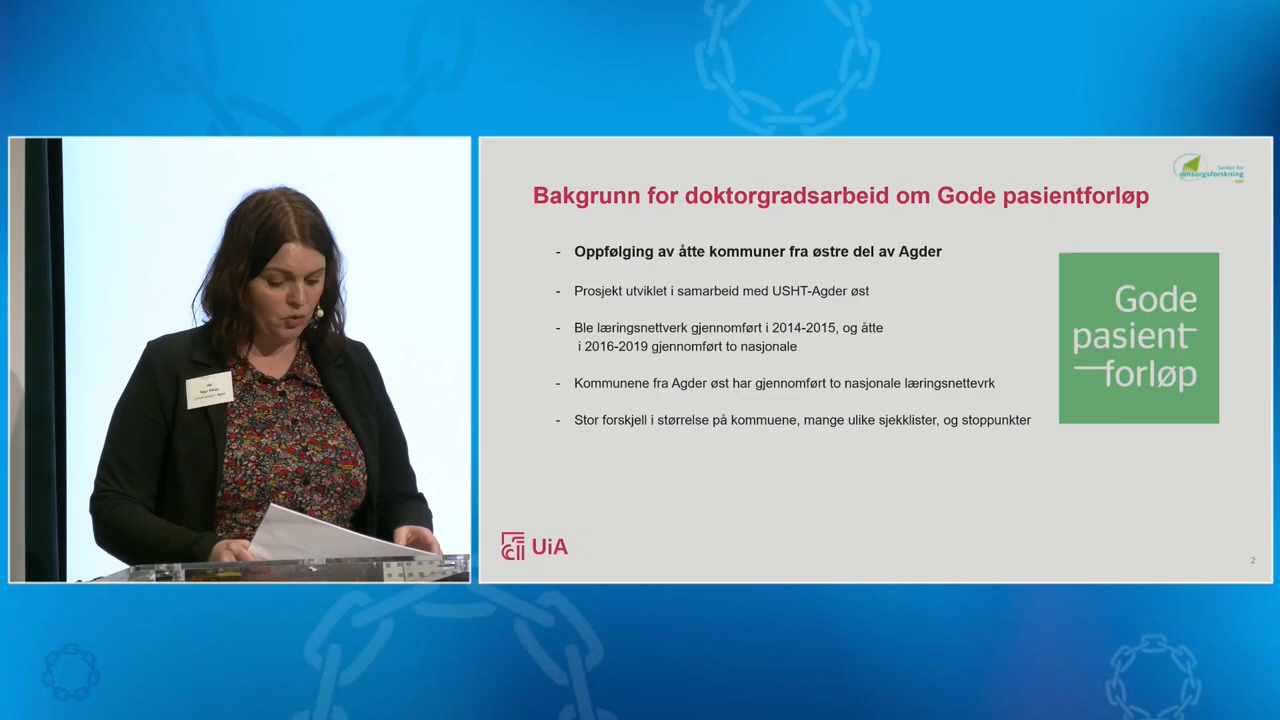 Senter for
omsorgsforskning
Bakgrunn for doktorgradsarbeid om Gode pasientforløp
- Oppfølging av åtte kommuner fra østre del av Agder
- Prosjekt utviklet i samarbeid med USHT-Agder øst
- Ble læringsnettverk gjennomført i 2014-2015, og åtte
i 2016-2019 gjennomført to nasjonale
- Kommunene fra Agder øst har gjennomført to nasjonale læringsnettevrk
- Stor forskjell i størrelse på kommuene, mange ulike sjekklister, og stoppunkter
Gode
pasient
forløp
UiA
2